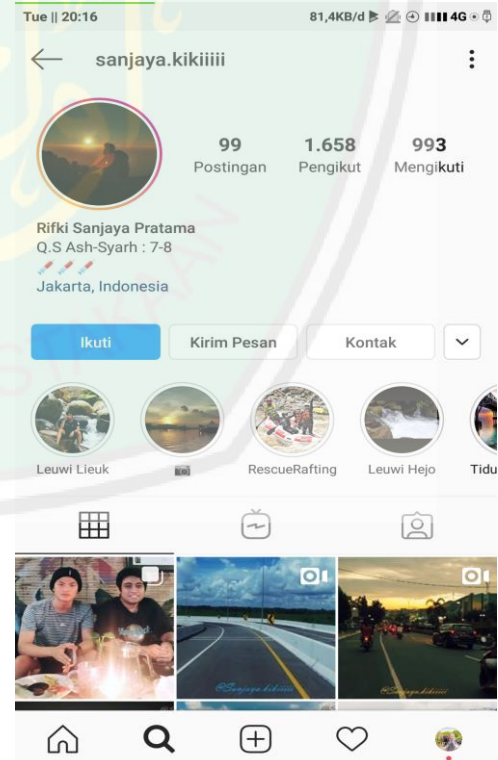 Tue || 20:16
81,4KB/d 4G
sanjaya.kikiiiii
99 1.658 993
Postingan Pengikut Mengikuti
Rifki Sanjaya Pratama
Q.S Ash-Syarh : 7-8
Jakarta, Indonesia
Ikuti Kirim Pesan Kontak
Leuwi Lieuk RescueRafting Leuwi Hejo Tidu
@Sanjaya.kikiiiii @Sanjaya.kikiiiii